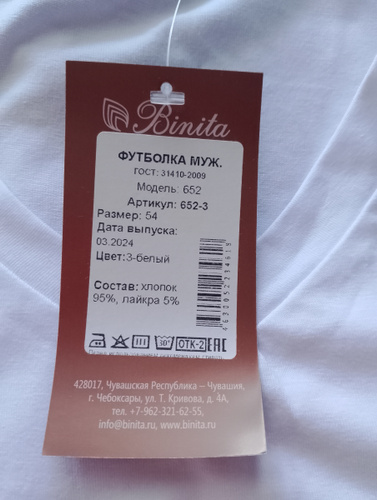 Binita
ФУТБОЛКА МУЖ.
ГОСТ: 31410-2009
Модель: 652
Артикул: 652-3
Размер: 54
Дата выпуска:
03.2024
Цвет:3-белый
Состав: хлопок
95%, лайкра 5%
30°
ОТК-2
EAC
428017, Чувашская Республика – Чувашия,
г. Чебоксары, ул. Т. Кривова, д. 4А,
тел. +7-962-321-62-55,
info@binita.ru, www.binita.ru